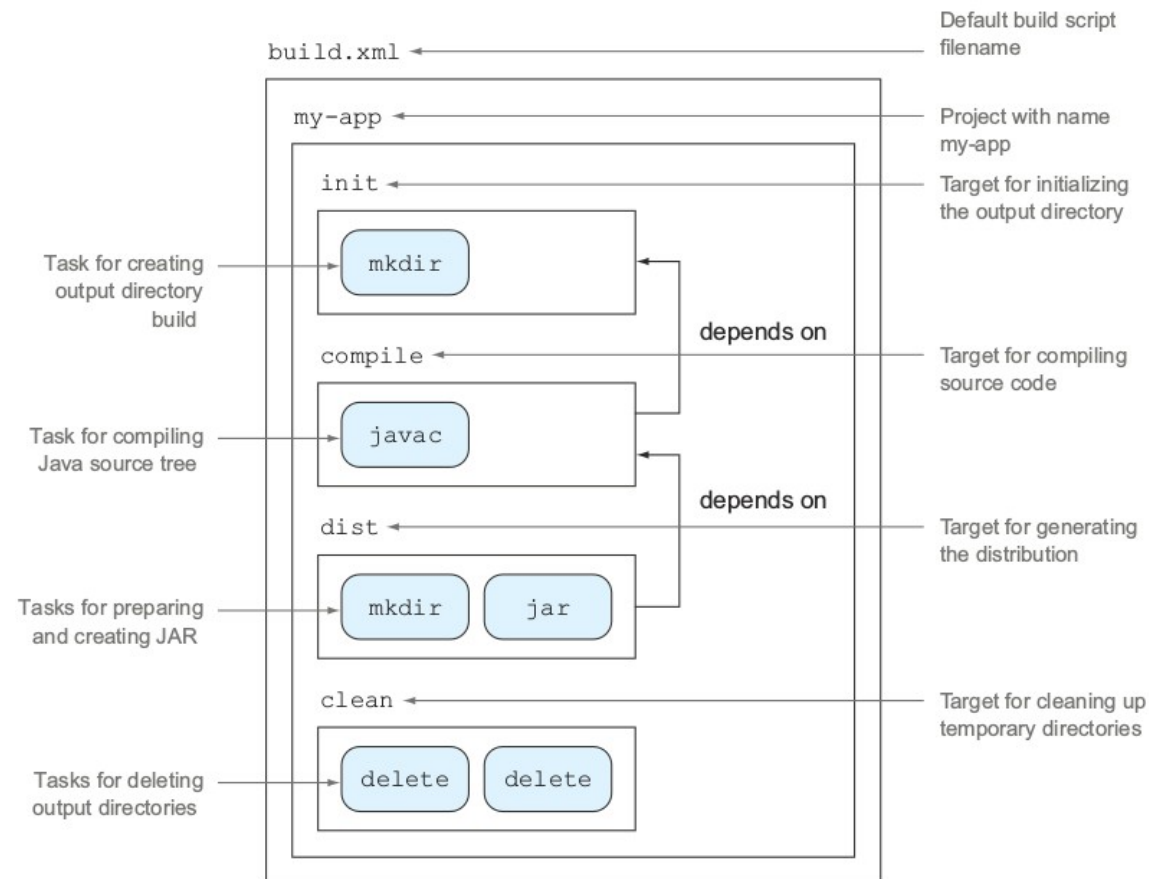 Default build script
filename
build.xml
my-app
Project with name
my-app
init
Target for initializing
the output directory
mkdir
Task for creating
output directory
build
depends on
compile
Target for compiling
source code
javac
Task for compiling
Java source tree
depends on
dist
Target for generating
the distribution
mkdir
jar
Tasks for preparing
and creating JAR
clean
Target for cleaning up
temporary directories
delete
delete
Tasks for deleting
output directories